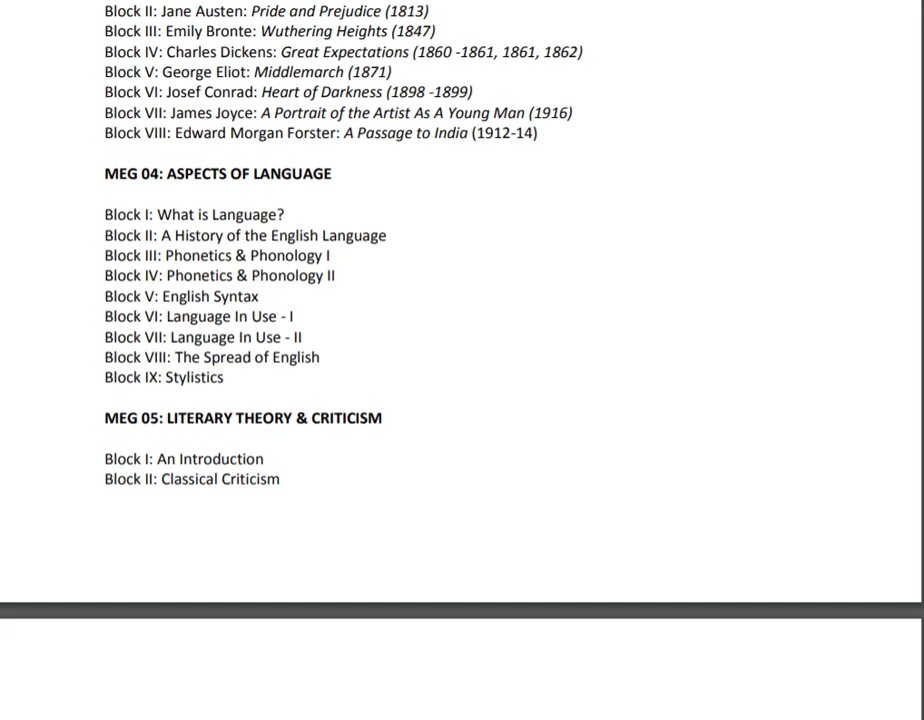 Block II: Jane Austen: Pride and Prejudice (1813)
Block III: Emily Bronte: Wuthering Heights (1847)
Block IV: Charles Dickens: Great Expectations (1860 -1861, 1861, 1862)
Block V: George Eliot: Middlemarch (1871)
Block VI: Josef Conrad: Heart of Darkness (1898 -1899)
Block VII: James Joyce: A Portrait of the Artist As A Young Man (1916)
Block VIII: Edward Morgan Forster: A Passage to India (1912-14)
MEG 04: ASPECTS OF LANGUAGE
Block I: What is Language?
Block II: A History of the English Language
Block III: Phonetics & Phonology I
Block IV: Phonetics & Phonology II
Block V: English Syntax
Block VI: Language In Use - I
Block VII: Language In Use - II
Block VIII: The Spread of English
Block IX: Stylistics
MEG 05: LITERARY THEORY & CRITICISM
Block I: An Introduction
Block II: Classical Criticism